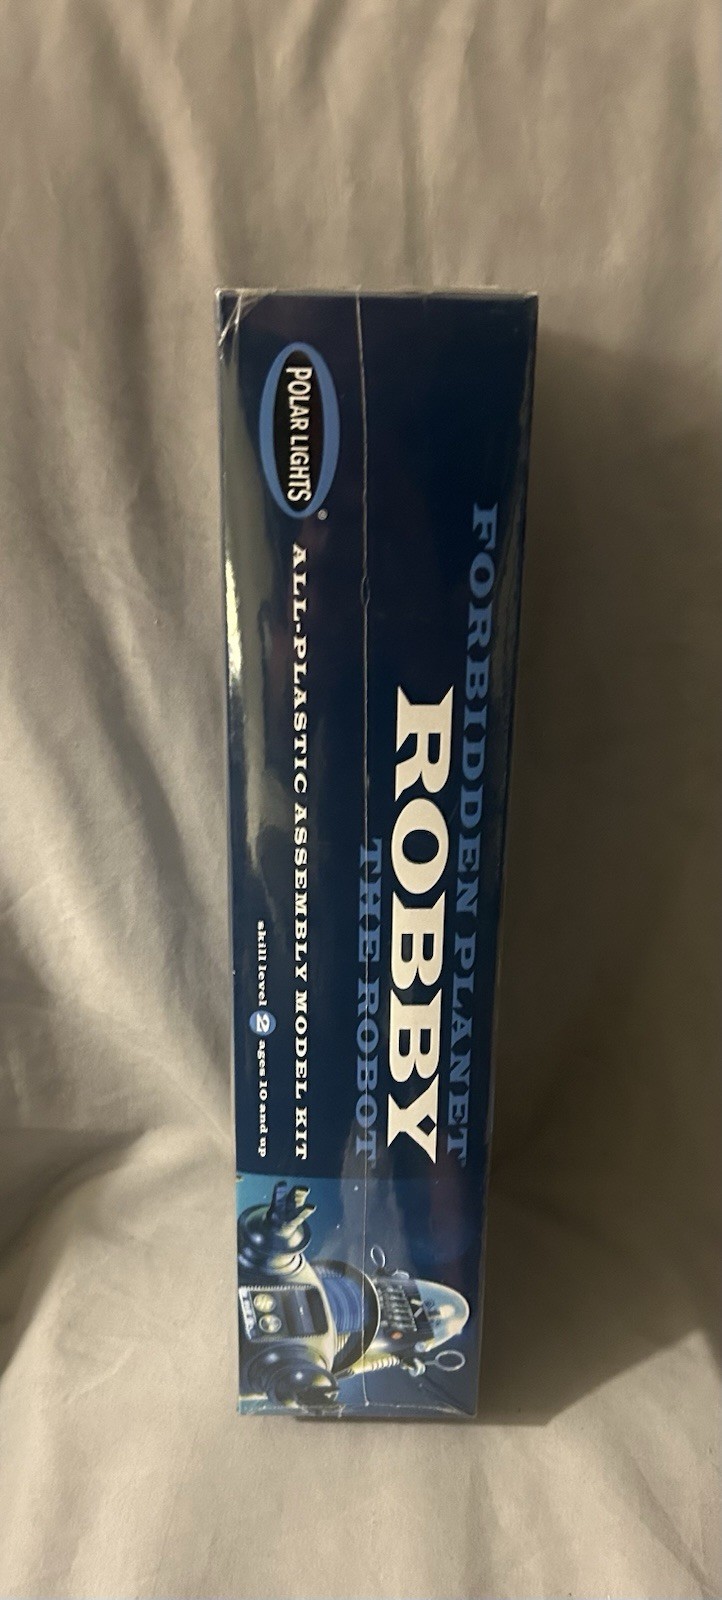 FORBIDDEN PLANET
ROBBY
THE ROBOT
POLAR LIGHTS®
ALL-PLASTIC ASSEMBLY MODEL KIT
skill level 2 ages 10 and up